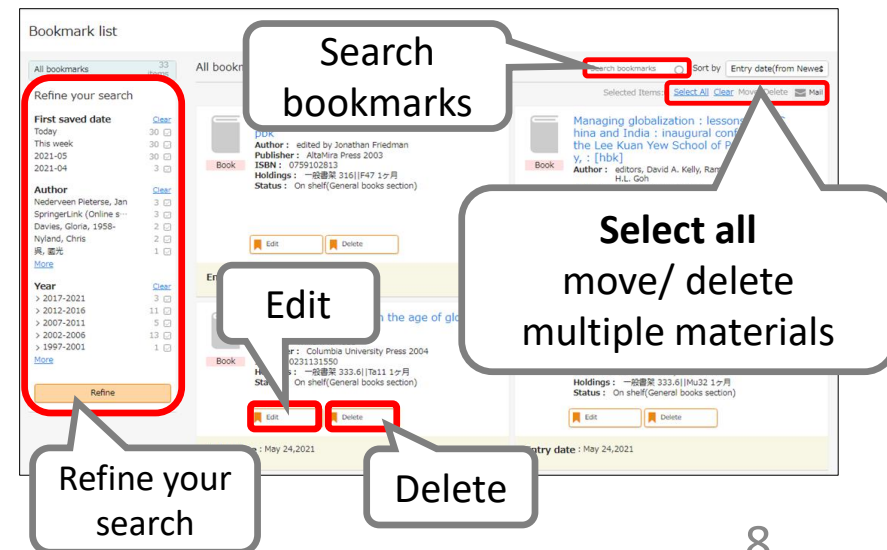 Bookmark list
All bookmarks 33 items
Refine your search
First saved date Clear
Today 30
This week 30
2021-05 30
2021-04 3
Author Clear
Nederveen Pieterse, Jan 3
SpringerLink (Online s… 3
Davies, Gloria, 1958- 2
Nyland, Chris 2
呉, 國光 1
More
Year Clear
> 2017-2021 3
> 2012-2016 11
> 2007-2011 5
> 2002-2006 13
> 1997-2001 1
More
Refine
Refine your
search
Search
bookmarks
Search bookmarks
Sort by Entry date(from Newes
Selected Items: Select All Clear Move Delete Mail
Book
pbk
Author : edited by Jonathan Friedman
Publisher : AltaMira Press 2003
ISBN : 0759102813
Holdings : 一般書架 316||F47 1ヶ月
Status : On shelf(General books section)
Edit Delete
Book
Managing globalization : lessons
hina and India : inaugural
the Lee Kuan Yew School of
y, : [hbk]
Author : editors, David A. Kelly,
H.L. Goh
Select all
move/ delete
multiple materials
Edit
the age of
Book
Columbia University Press 2004
0231131550
一般書架 333.6||Ta11 1ヶ月
On shelf(General books section)
Edit Delete
: May 24,2021
Delete
Holdings : 一般書架 333.6||Mu32 1ヶ月
Status : On shelf(General books section)
Edit Delete
Entry date : May 24,2021
8